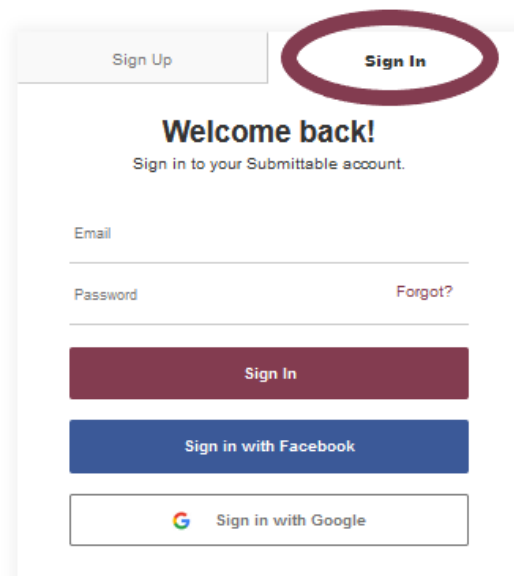 Sign Up
Sign In
Welcome back!
Sign in to your Submittable account.
Email
Password
Forgot?
Sign In
Sign in with Facebook
Sign in with Google